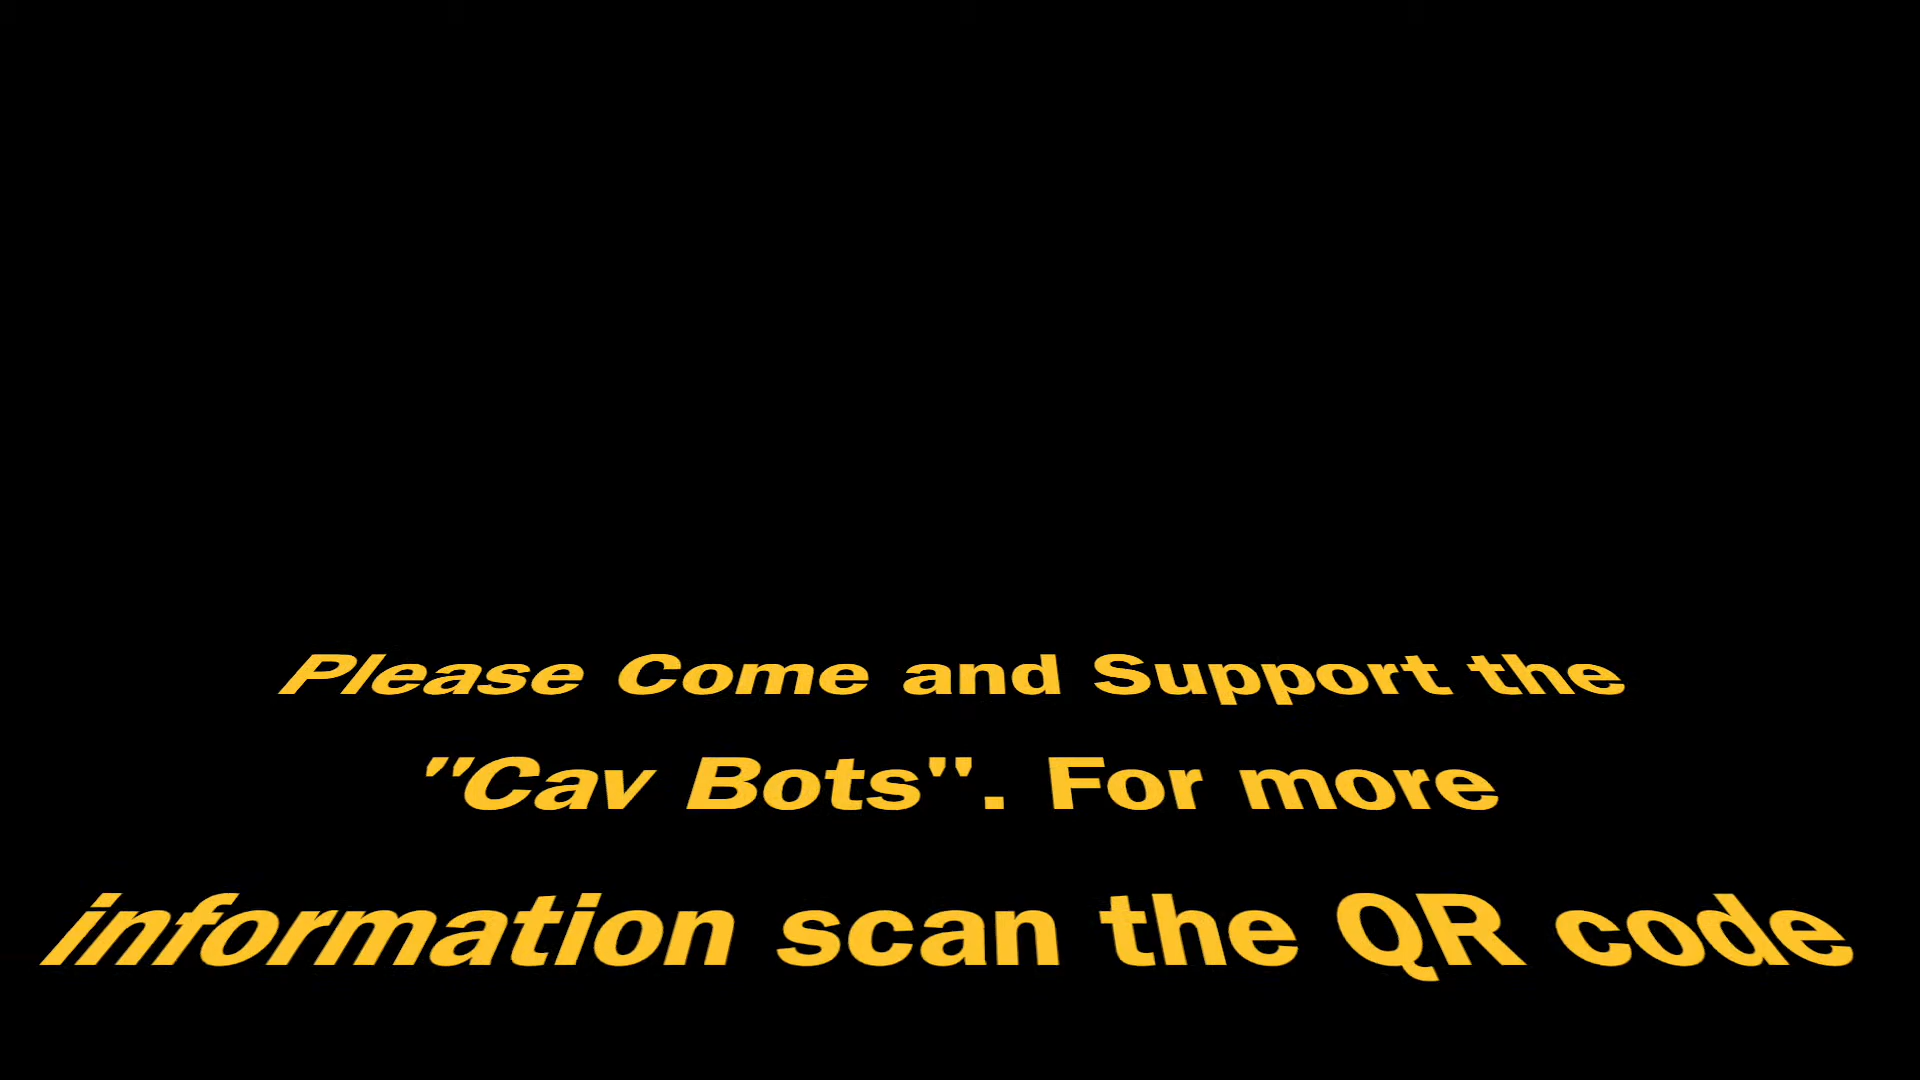 Please Come and Support the
"Cav Bots". For more
information scan the QR code